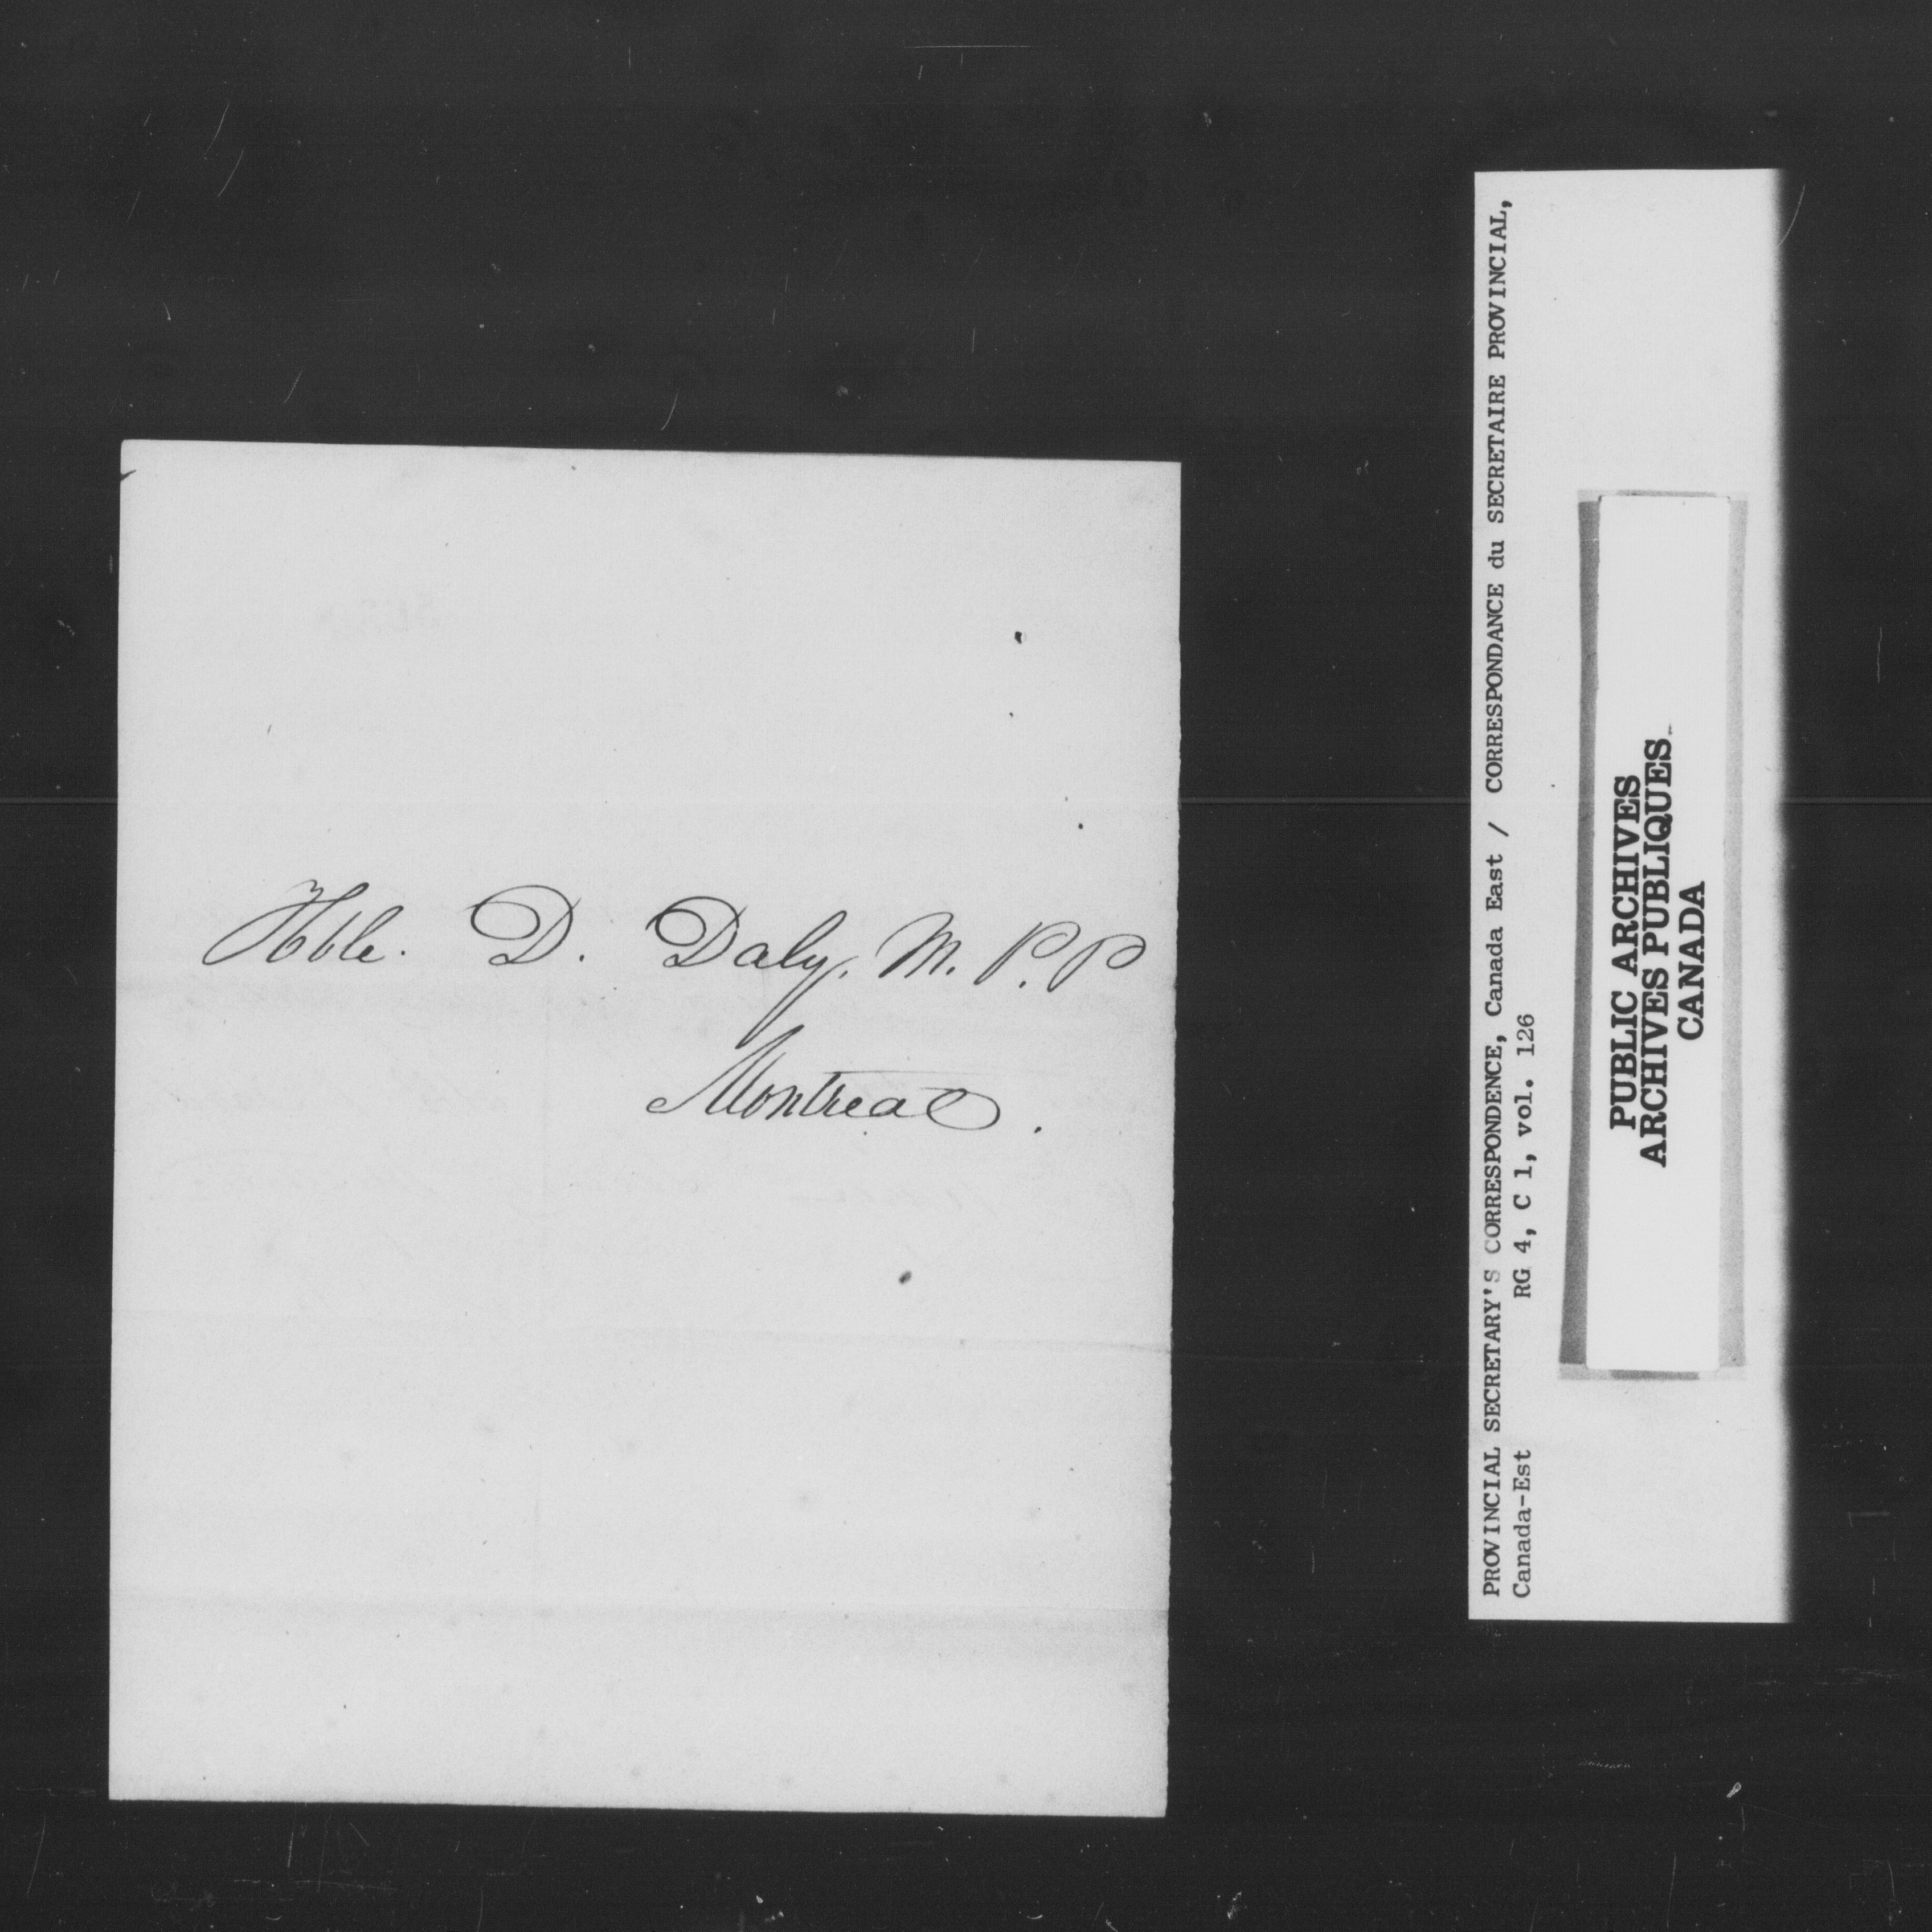 Hble. D. Daly, M.P.P
Montreal.
PROVINCIAL SECRETARY'S CORRESPONDENCE, Canada East / CORRESPONDANCE du SECRETAIRE PROVINCIAL,
Canada-Est RG 4, C 1, vol. 126
PUBLIC ARCHIVES
ARCHIVES PUBLIQUES
CANADA